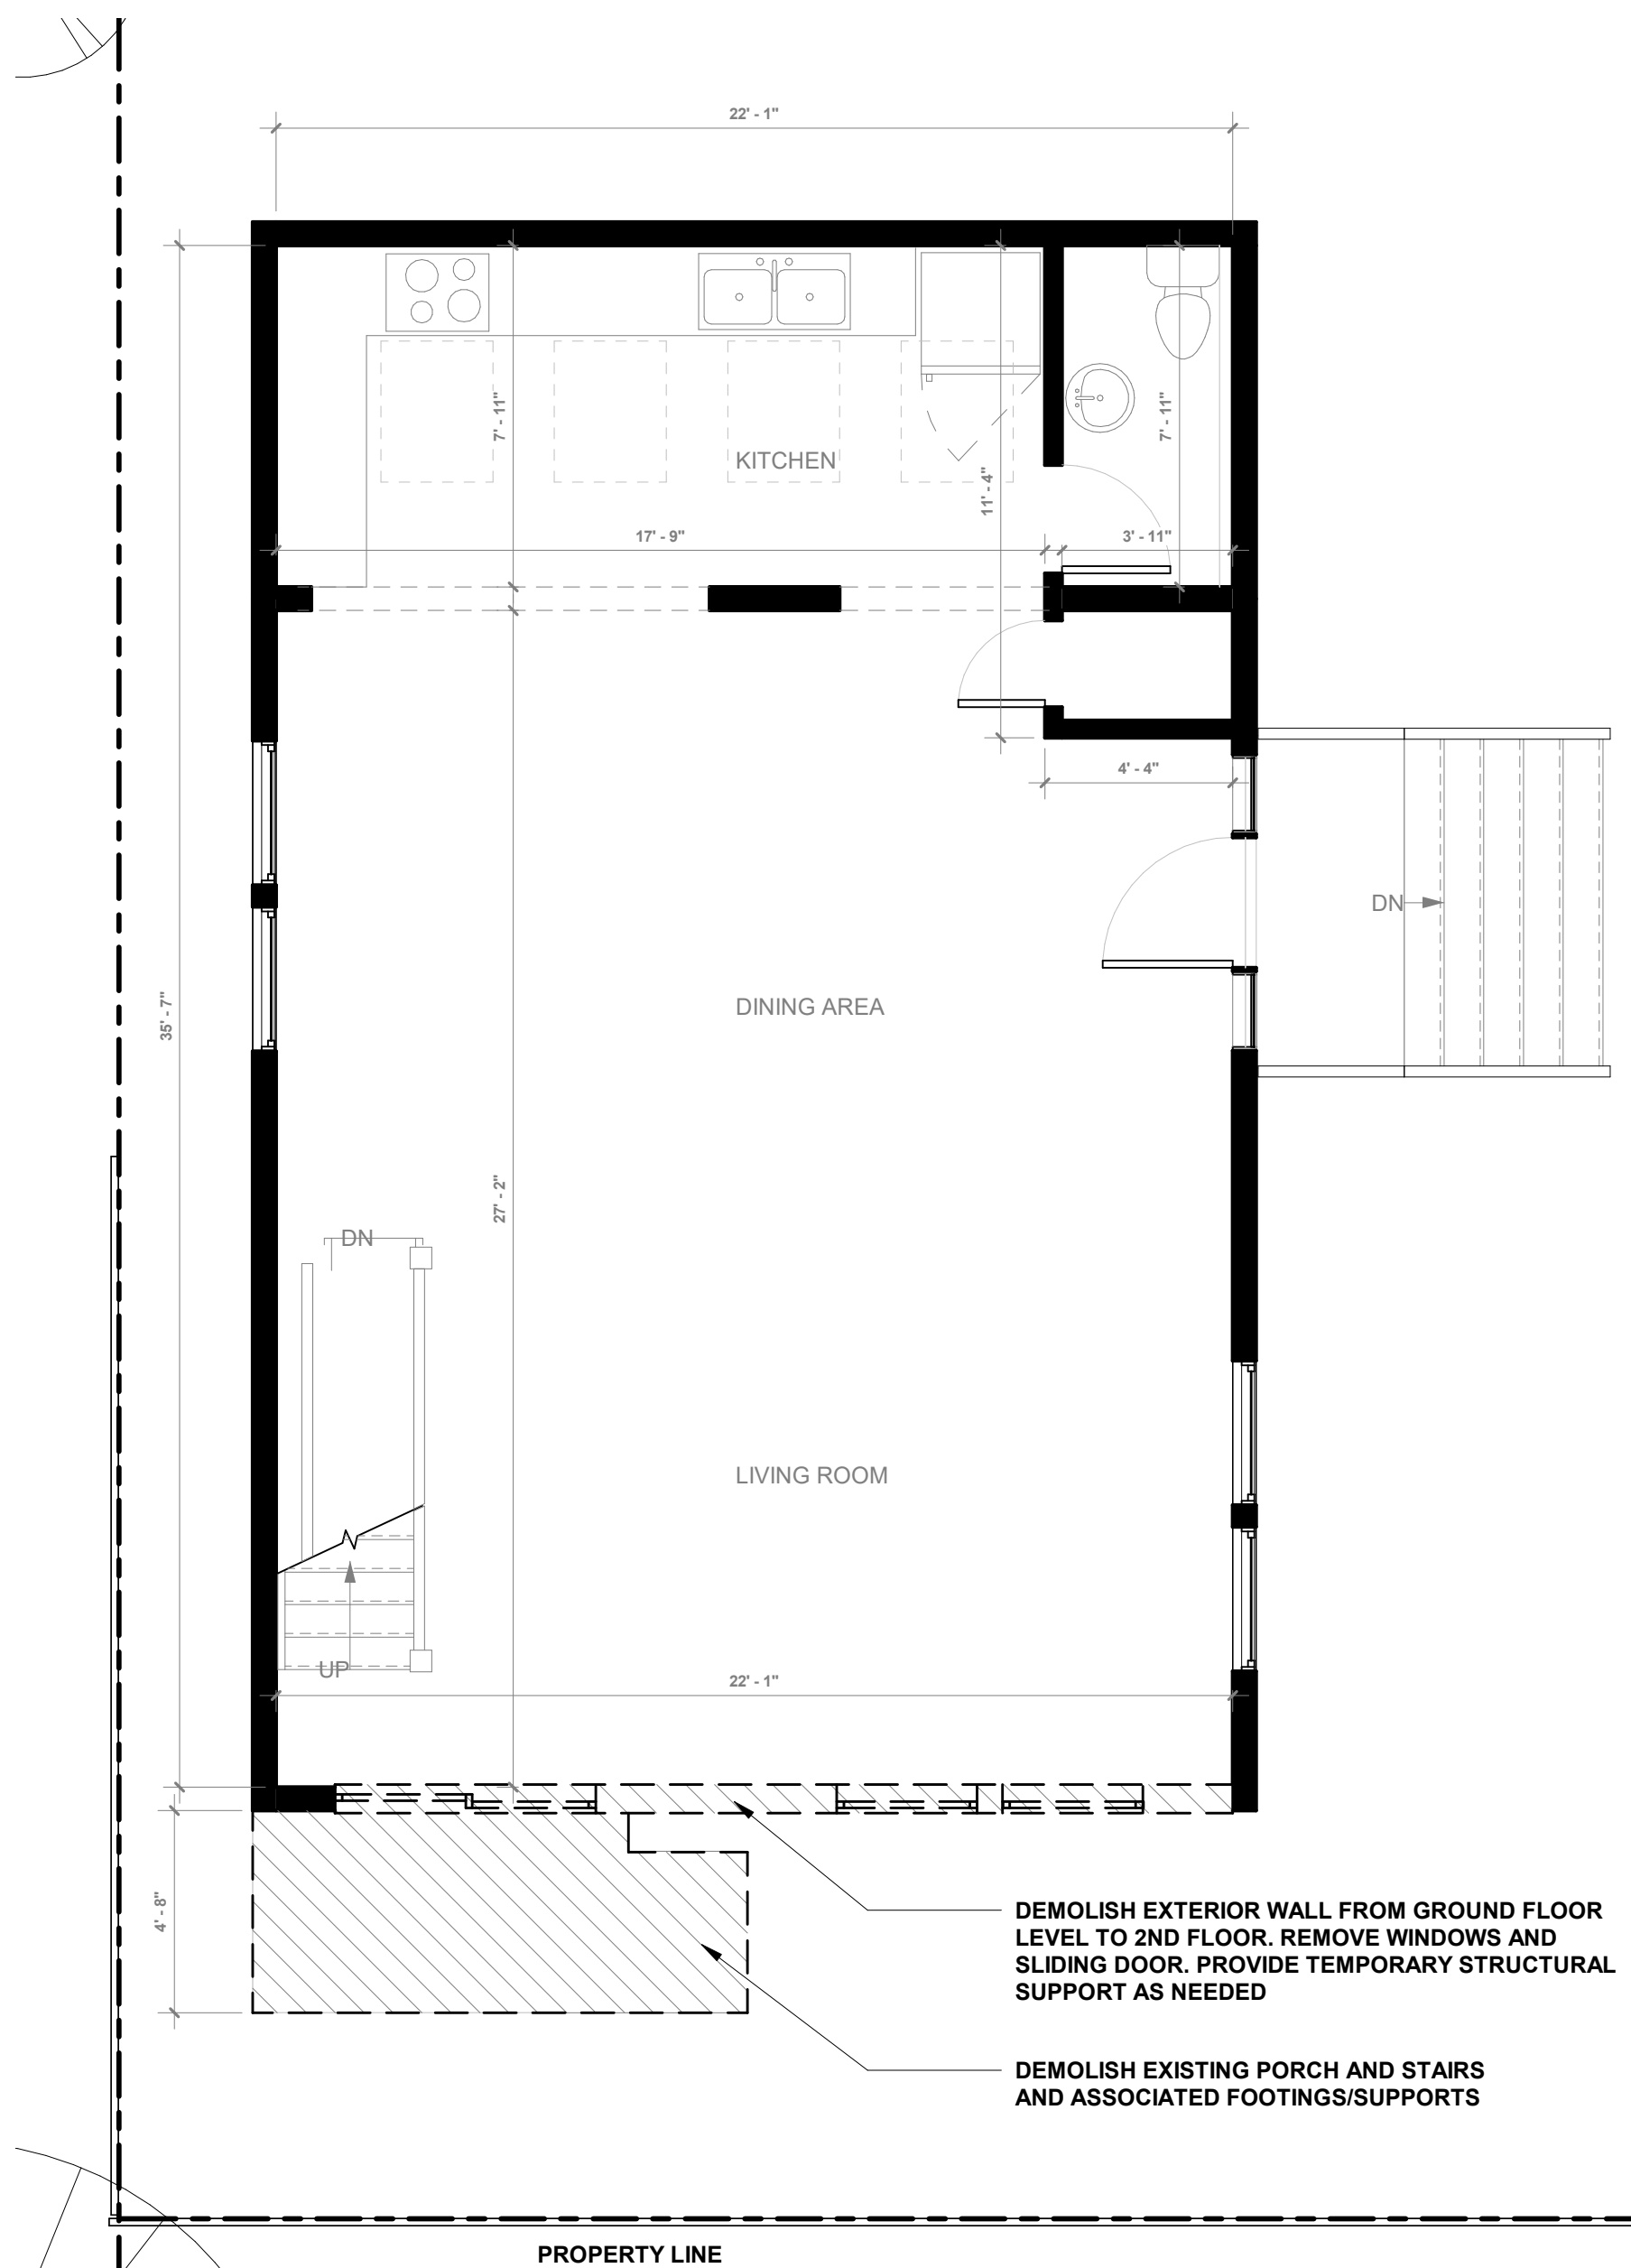 22' - 1"
7' - 11"
7' - 11"
KITCHEN
11' - 4"
17' - 9"
3' - 11"
4' - 4"
DN
DINING AREA
35' - 7"
27' - 2"
DN
LIVING ROOM
UP
22' - 1"
4' - 8"
DEMOLISH EXTERIOR WALL FROM GROUND FLOOR
LEVEL TO 2ND FLOOR. REMOVE WINDOWS AND
SLIDING DOOR. PROVIDE TEMPORARY STRUCTURAL
SUPPORT AS NEEDED
DEMOLISH EXISTING PORCH AND STAIRS
AND ASSOCIATED FOOTINGS/SUPPORTS
PROPERTY LINE